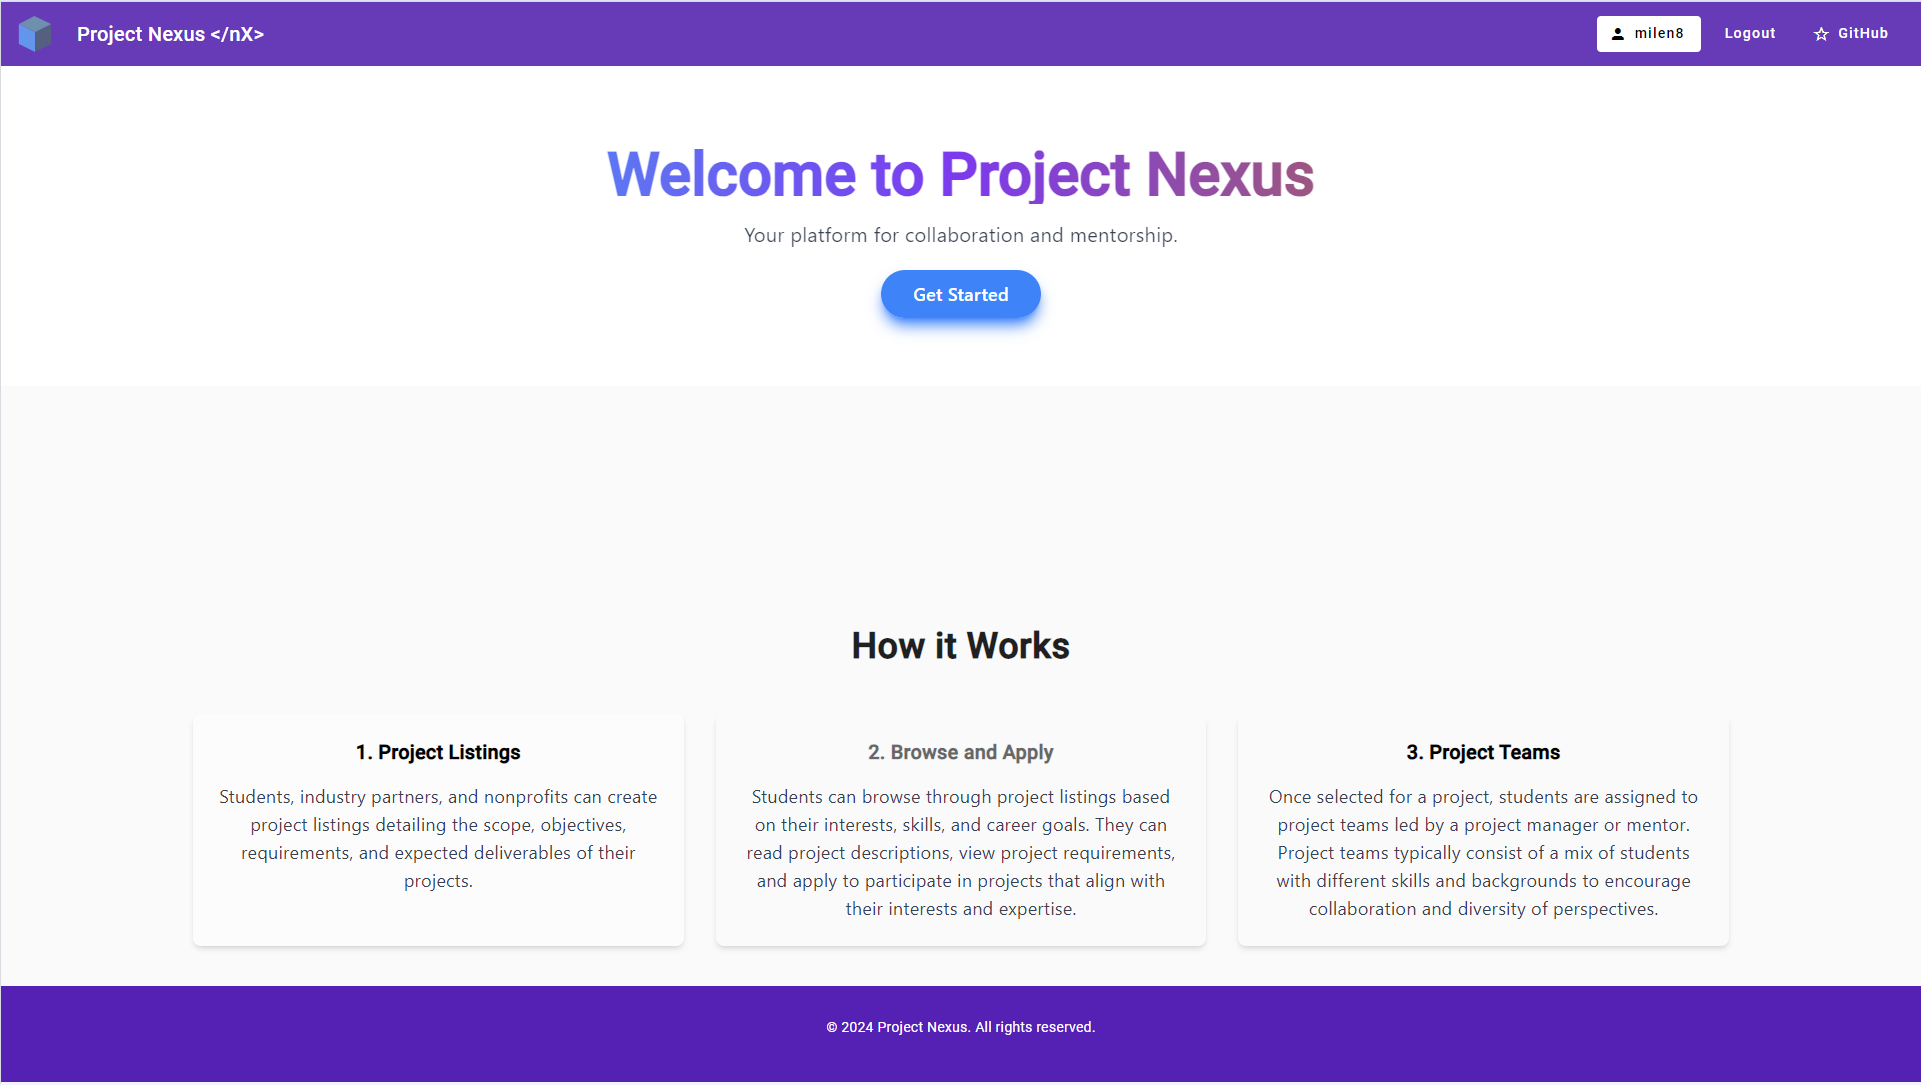 Project Nexus </nX>
milen8
Logout
GitHub
Welcome to Project Nexus
Your platform for collaboration and mentorship.
Get Started
How it Works
1. Project Listings
Students, industry partners, and nonprofits can create
project listings detailing the scope, objectives,
requirements, and expected deliverables of their
projects.
2. Browse and Apply
Students can browse through project listings based
on their interests, skills, and career goals. They can
read project descriptions, view project requirements,
and apply to participate in projects that align with
their interests and expertise.
3. Project Teams
Once selected for a project, students are assigned to
project teams led by a project manager or mentor.
Project teams typically consist of a mix of students
with different skills and backgrounds to encourage
collaboration and diversity of perspectives.
© 2024 Project Nexus. All rights reserved.